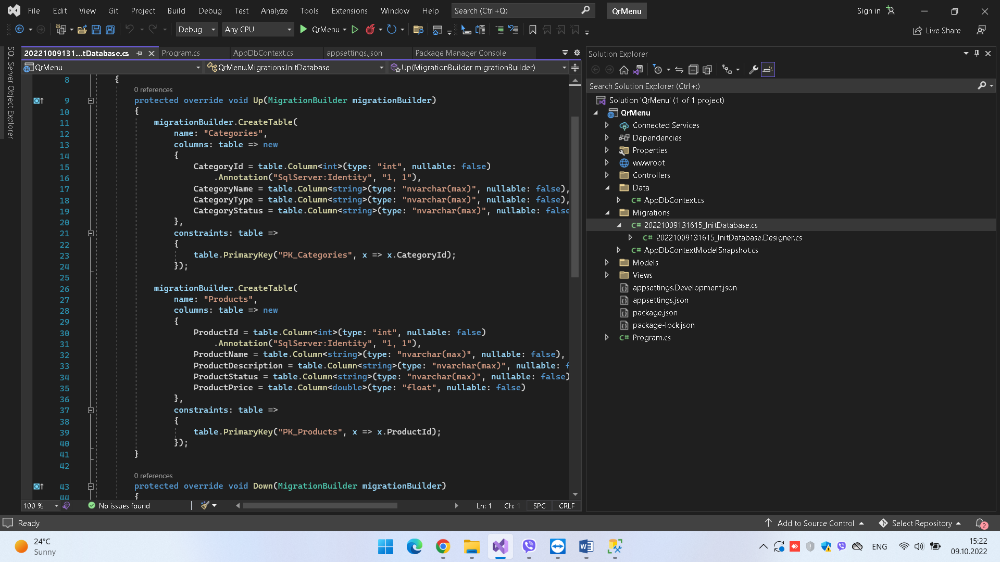 File Edit View Git Project Build Debug Test Analyze Tools Extensions Window Help Search (Ctrl+Q) QrMenu Sign in
Debug Any CPU QrMenu Live Share
SQL Server Object Explorer
20221009131...tDatabase.cs Program.cs AppDbContext.cs appsettings.json Package Manager Console
QrMenu QrMenu.Migrations.InitDatabase Up(MigrationBuilder migrationBuilder)
8 {
0 references
9 protected override void Up(MigrationBuilder migrationBuilder)
10 {
11 migrationBuilder.CreateTable(
12 name: "Categories",
13 columns: table => new
14 {
15 CategoryId = table.Column<int>(type: "int", nullable: false)
16 .Annotation("SqlServer:Identity", "1, 1"),
17 CategoryName = table.Column<string>(type: "nvarchar(max)", nullable: false),
18 CategoryType = table.Column<string>(type: "nvarchar(max)", nullable: false),
19 CategoryStatus = table.Column<string>(type: "nvarchar(max)", nullable: false
20 },
21 constraints: table =>
22 {
23 table.PrimaryKey("PK_Categories", x => x.CategoryId);
24 });
25
26 migrationBuilder.CreateTable(
27 name: "Products",
28 columns: table => new
29 {
30 ProductId = table.Column<int>(type: "int", nullable: false)
31 .Annotation("SqlServer:Identity", "1, 1"),
32 ProductName = table.Column<string>(type: "nvarchar(max)", nullable: false),
33 ProductDescription = table.Column<string>(type: "nvarchar(max)", nullable: f
34 ProductStatus = table.Column<string>(type: "nvarchar(max)", nullable: false)
35 ProductPrice = table.Column<double>(type: "float", nullable: false)
36 },
37 constraints: table =>
38 {
39 table.PrimaryKey("PK_Products", x => x.ProductId);
40 });
41 }
42
0 references
43 protected override void Down(MigrationBuilder migrationBuilder)
44 {
100 % No issues found Ln: 1 Ch: 1 SPC CRLF
Solution Explorer
Search Solution Explorer (Ctrl+;)
Solution 'QrMenu' (1 of 1 project)
QrMenu
Connected Services
Dependencies
Properties
wwwroot
Controllers
Data
C# AppDbContext.cs
Migrations
C# 20221009131615_InitDatabase.cs
C# 20221009131615_InitDatabase.Designer.cs
C# AppDbContextModelSnapshot.cs
Models
Views
appsettings.Development.json
appsettings.json
package.json
package-lock.json
C# Program.cs
Ready Add to Source Control Select Repository 2
24°C
Sunny
ENG
15:22
09.10.2022